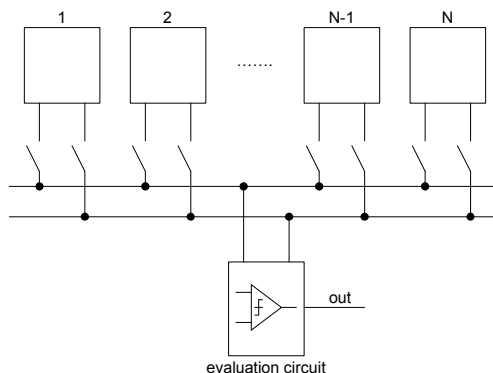 1
2
.......
N-1
N
out
evaluation circuit